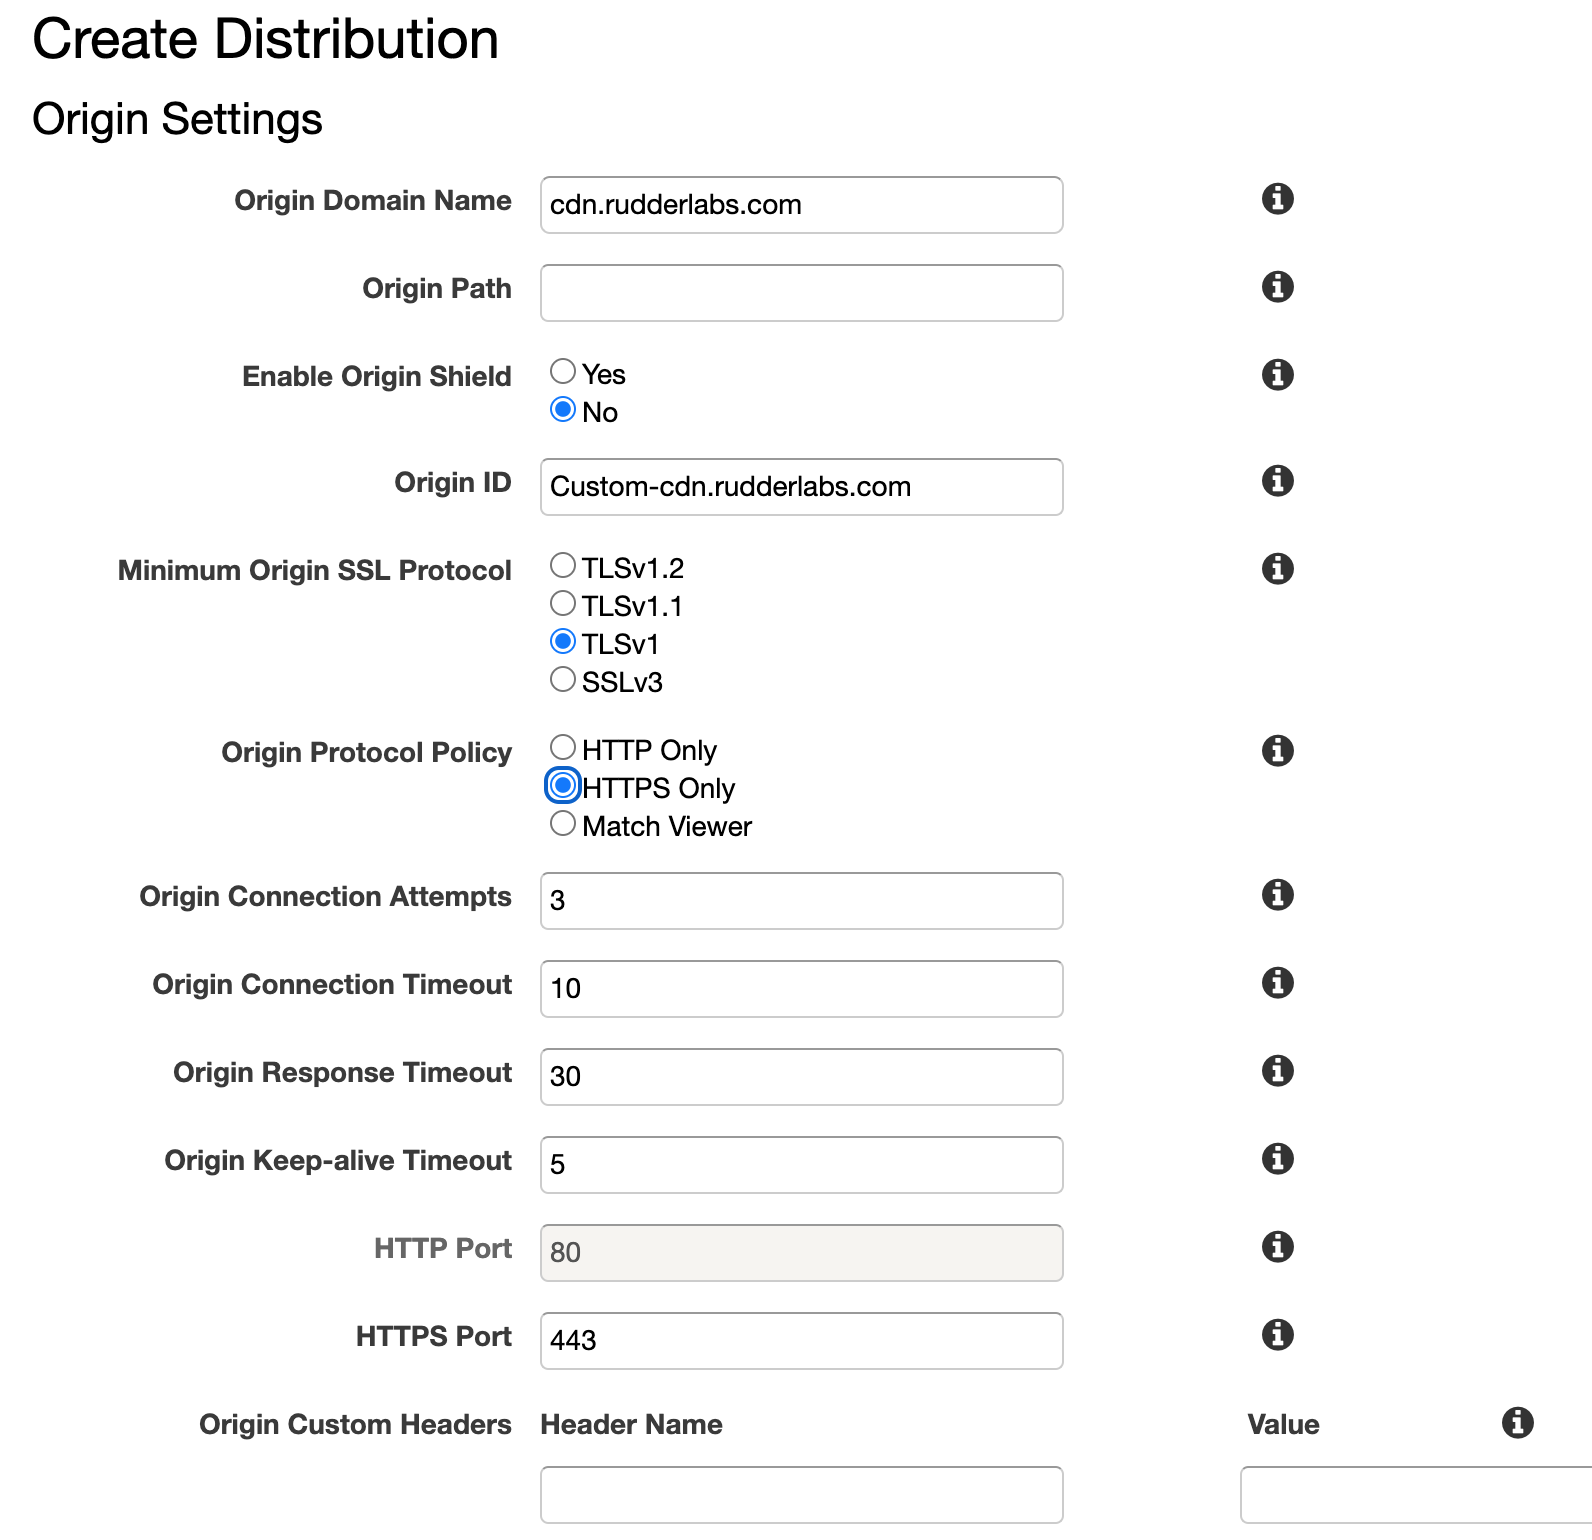 Create Distribution
Origin Settings
Origin Domain Name cdn.rudderlabs.com
Origin Path
Enable Origin Shield Yes
No
Origin ID Custom-cdn.rudderlabs.com
Minimum Origin SSL Protocol TLSv1.2
TLSv1.1
TLSv1
SSLv3
Origin Protocol Policy HTTP Only
HTTPS Only
Match Viewer
Origin Connection Attempts 3
Origin Connection Timeout 10
Origin Response Timeout 30
Origin Keep-alive Timeout 5
HTTP Port 80
HTTPS Port 443
Origin Custom Headers Header Name Value